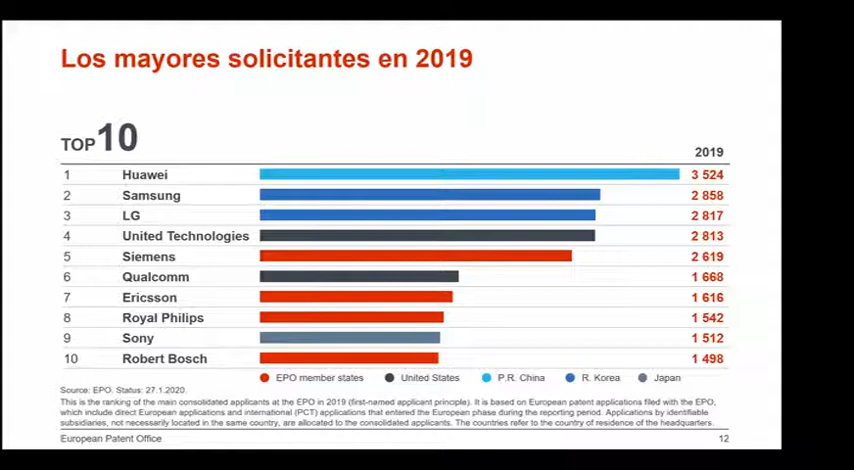 Los mayores solicitantes en 2019
TOP 10
2019
1 Huawei 3 524
2 Samsung 2 858
3 LG 2 817
4 United Technologies 2 813
5 Siemens 2 619
6 Qualcomm 1 668
7 Ericsson 1 616
8 Royal Philips 1 542
9 Sony 1 512
10 Robert Bosch 1 498
EPO member states United States P.R. China R. Korea Japan
Source: EPO. Status: 27.1.2020.
This is the ranking of the main consolidated applicants at the EPO in 2019 (first-named applicant principle). It is based on European patent applications filed with the EPO,
which include direct European applications and international (PCT) applications that entered the European phase during the reporting period. Applications by identifiable
subsidiaries, not necessarily located in the same country, are allocated to the consolidated applicants. The countries refer to the country of residence of the headquarters.
European Patent Office 12